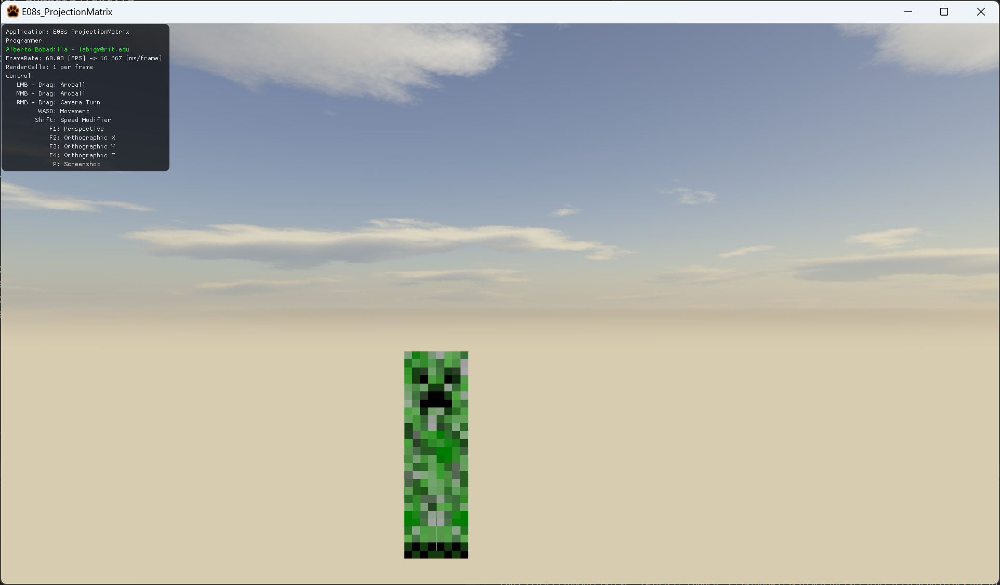 E08s_ProjectionMatrix
Application: E08s_ProjectionMatrix
Programmer:
Alberto Bobadilla - labigm@rit.edu
FrameRate: 60.00 [FPS] -> 16.667 [ms/frame]
RenderCalls: 1 per frame
Control:
LMB + Drag: Arcball
MMB + Drag: Arcball
RMB + Drag: Camera Turn
WASD: Movement
Shift: Speed Modifier
F1: Perspective
F2: Orthographic X
F3: Orthographic Y
F4: Orthographic Z
P: Screenshot